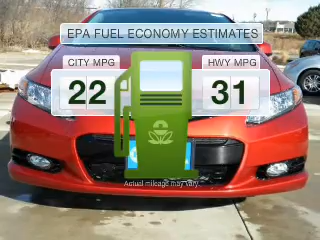 EPA FUEL ECONOMY ESTIMATES
CITY MPG
HWY MPG
22
31
Actual mileage may vary.